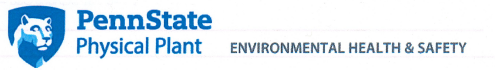 PennState
Physical Plant
ENVIRONMENTAL HEALTH & SAFETY